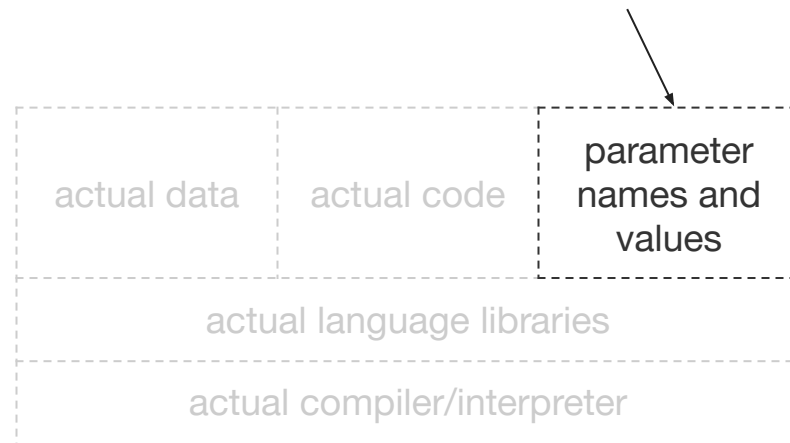 actual data
actual code
parameter
names and
values
actual language libraries
actual compiler/interpreter